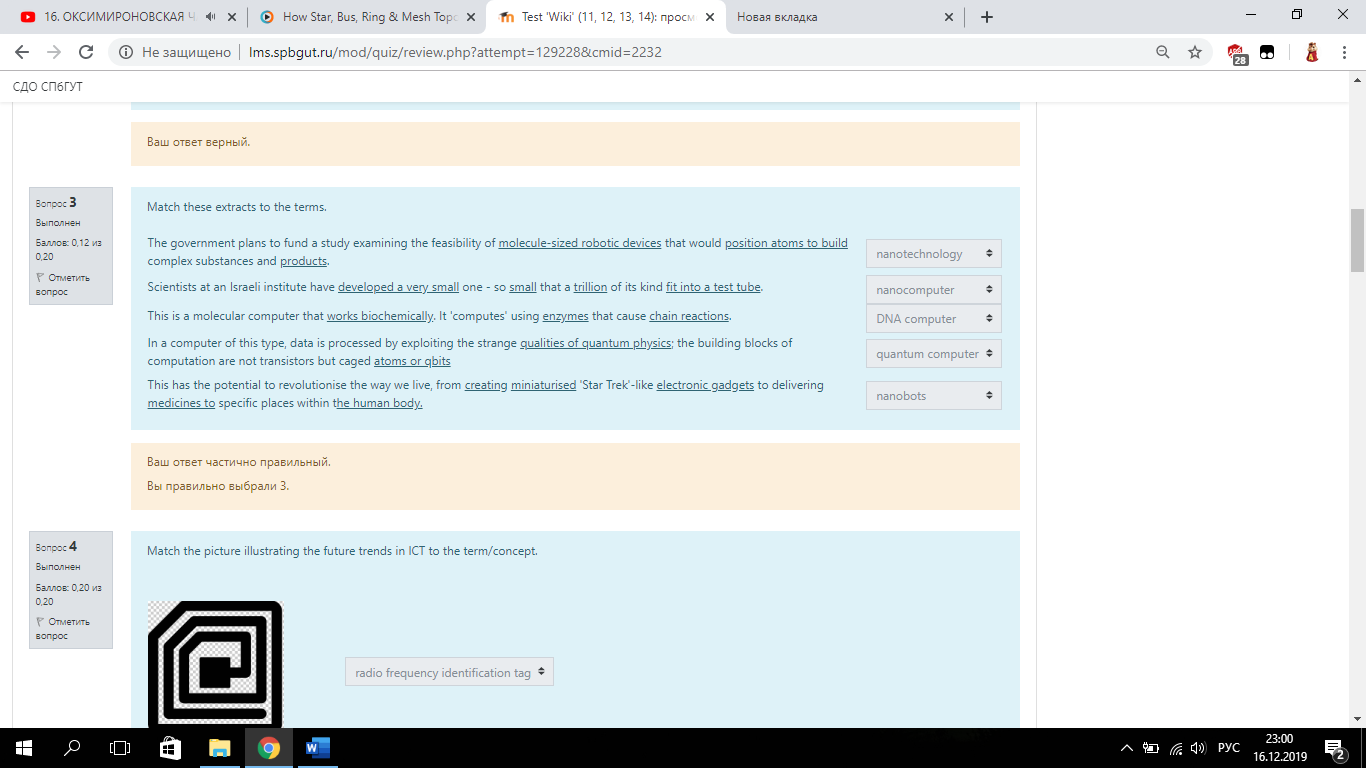 16. ОКСИМИРОНОВСКАЯ Ч
How Star, Bus, Ring & Mesh Topo
Test 'Wiki' (11, 12, 13, 14): просм
Новая вкладка
Не защищено
lms.spbgut.ru/mod/quiz/review.php?attempt=129228&cmid=2232
28
СДО СПбГУТ
Ваш ответ верный.
Вопрос 3
Выполнен
Баллов: 0,12 из
0,20
Отметить
вопрос
Match these extracts to the terms.
The government plans to fund a study examining the feasibility of molecule-sized robotic devices that would position atoms to build
complex substances and products.
nanotechnology
Scientists at an Israeli institute have developed a very small one - so small that a trillion of its kind fit into a test tube.
nanocomputer
This is a molecular computer that works biochemically. It 'computes' using enzymes that cause chain reactions.
DNA computer
In a computer of this type, data is processed by exploiting the strange qualities of quantum physics; the building blocks of
computation are not transistors but caged atoms or qbits
quantum computer
This has the potential to revolutionise the way we live, from creating miniaturised 'Star Trek'-like electronic gadgets to delivering
medicines to specific places within the human body.
nanobots
Ваш ответ частично правильный.
Вы правильно выбрали 3.
Вопрос 4
Выполнен
Баллов: 0,20 из
0,20
Отметить
вопрос
Match the picture illustrating the future trends in ICT to the term/concept.
radio frequency identification tag
РУС
23:00
16.12.2019
2